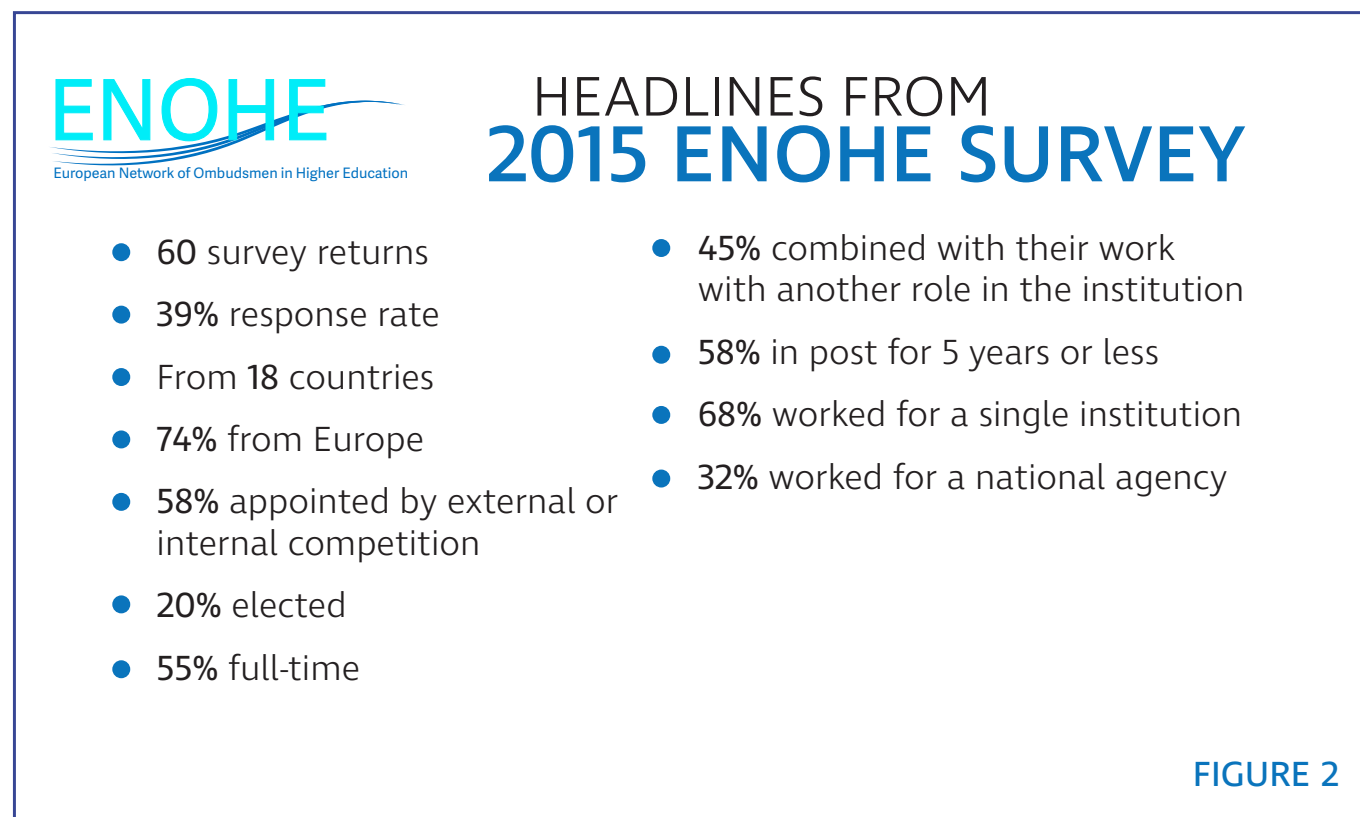 ENOHE
European Network of Ombudsmen in Higher Education
HEADLINES FROM
2015 ENOHE SURVEY
60 survey returns
39% response rate
From 18 countries
74% from Europe
58% appointed by external or
internal competition
20% elected
55% full-time
45% combined with their work
with another role in the institution
58% in post for 5 years or less
68% worked for a single institution
32% worked for a national agency
FIGURE 2